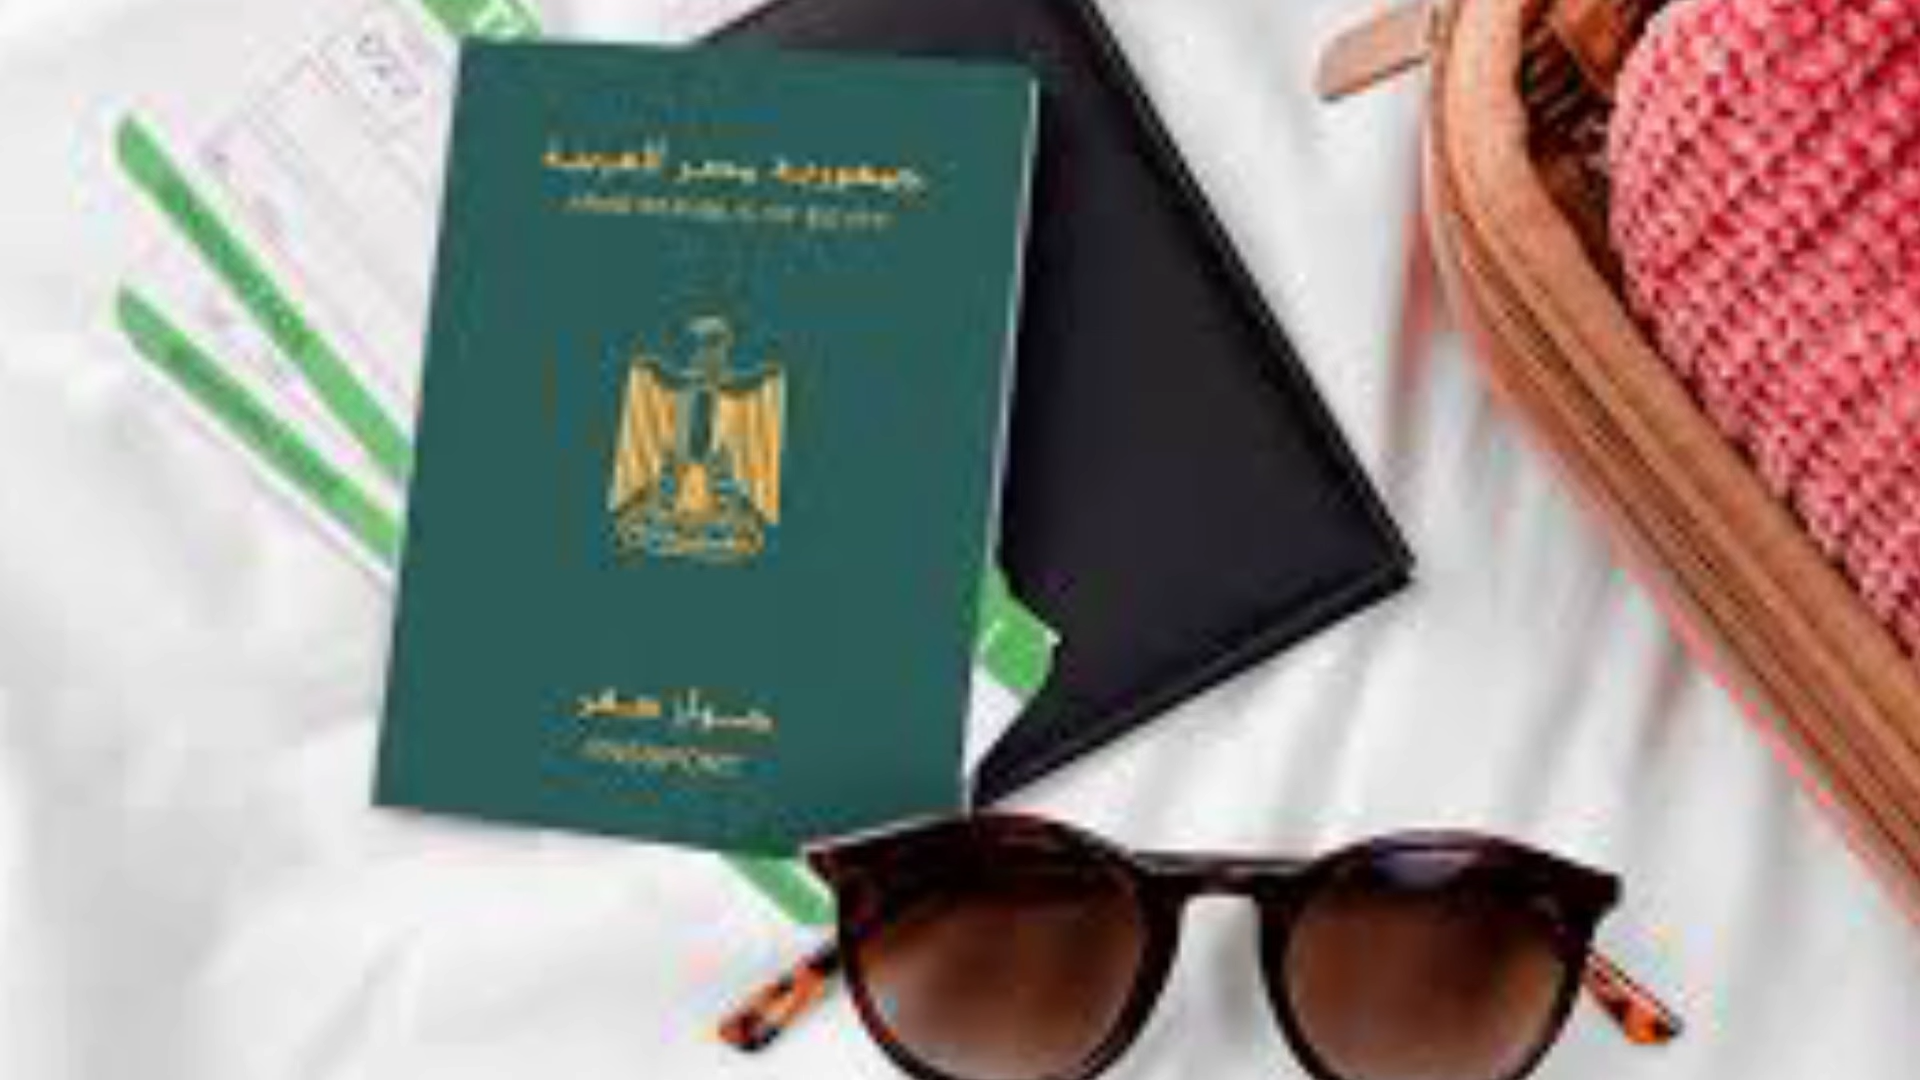 جمهورية مصر العربية
ARAB REPUBLIC OF EGYPT
جواز سفر
PASSPORT